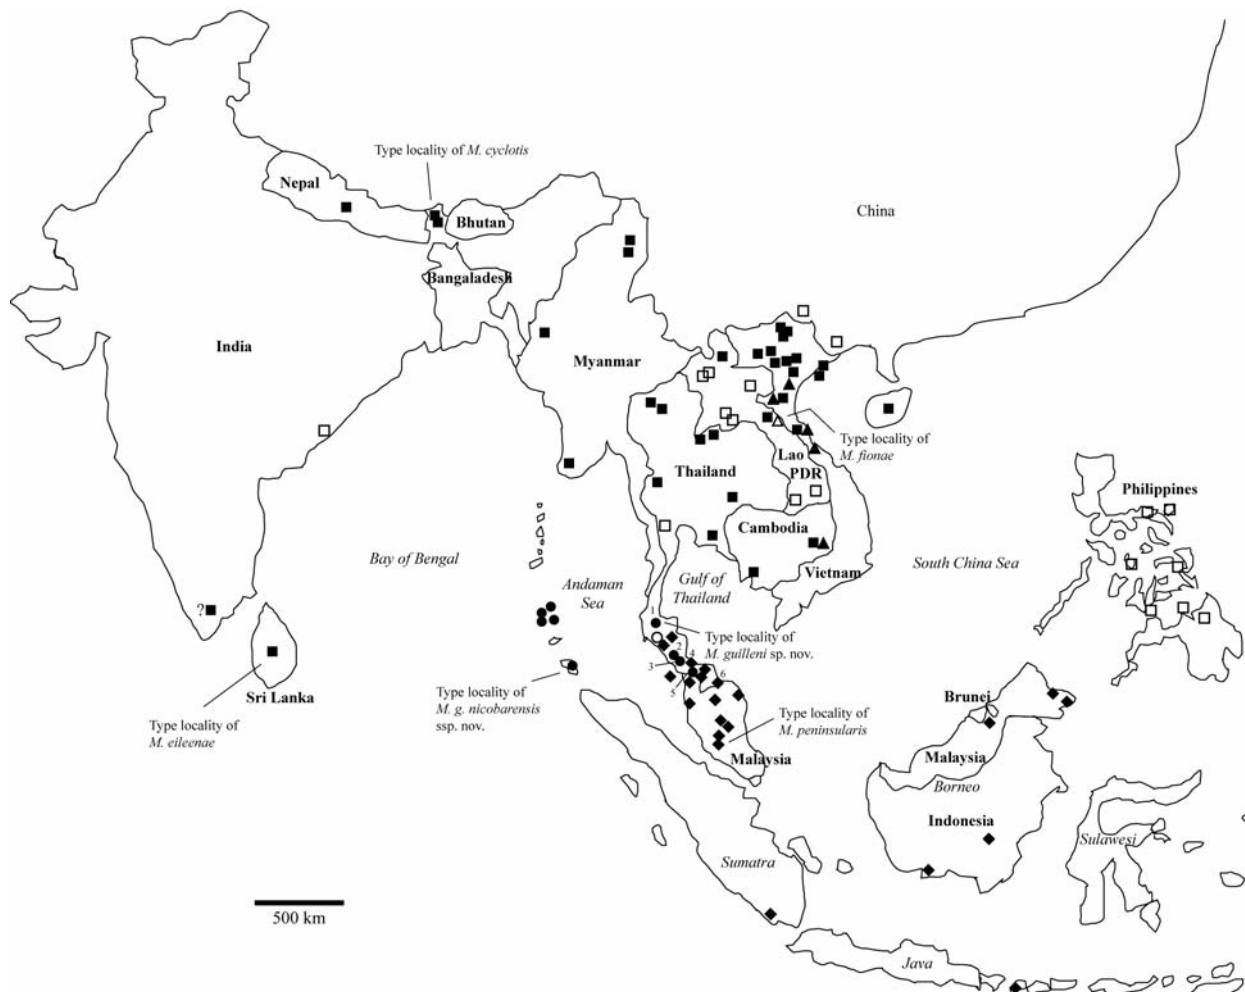 Type locality of M. cyclotis
Nepal
Bhutan
China
Bangaladesh
India
Myanmar
Type locality of
M. fionae
Lao
PDR
Thailand
Philippines
Cambodia
Bay of Bengal
South China Sea
Vietnam
Andaman
Sea
Gulf of
Thailand
?
1
Type locality of
M. guilleni sp. nov.
2
3
4
5
6
Sri Lanka
Type locality of
M. eileenae
Type locality of
M. g. nicobarensis
ssp. nov.
Type locality of
M. peninsularis
Brunei
Malaysia
Malaysia
Borneo
Indonesia
Sulawesi
Sumatra
500 km
Java